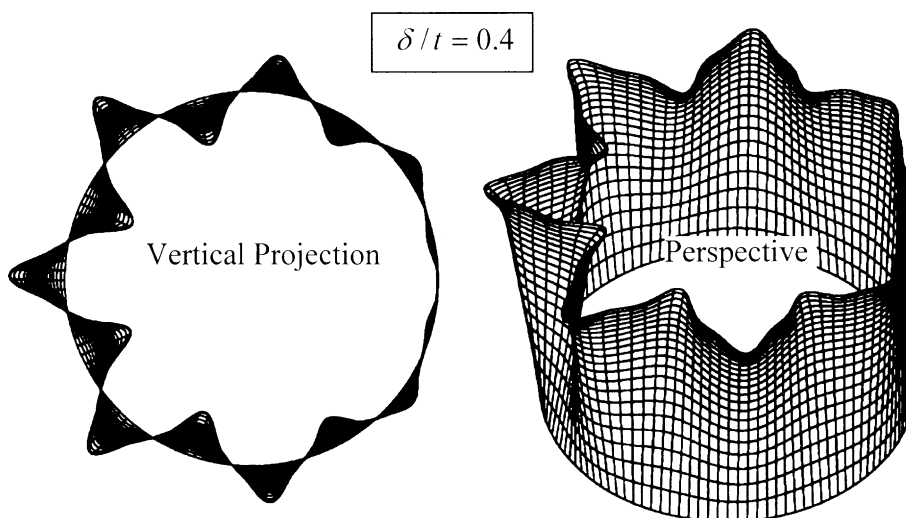 δ/t = 0.4
Vertical Projection
Perspective